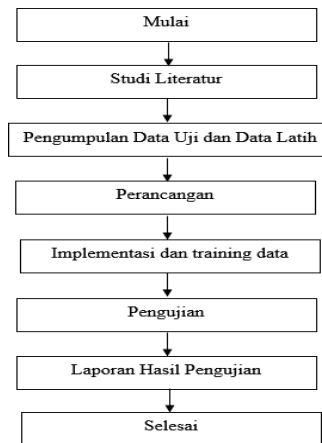 Mulai
Studi Literatur
Pengumpulan Data Uji dan Data Latih
Perancangan
Implementasi dan training data
Pengujian
Laporan Hasil Pengujian
Selesai